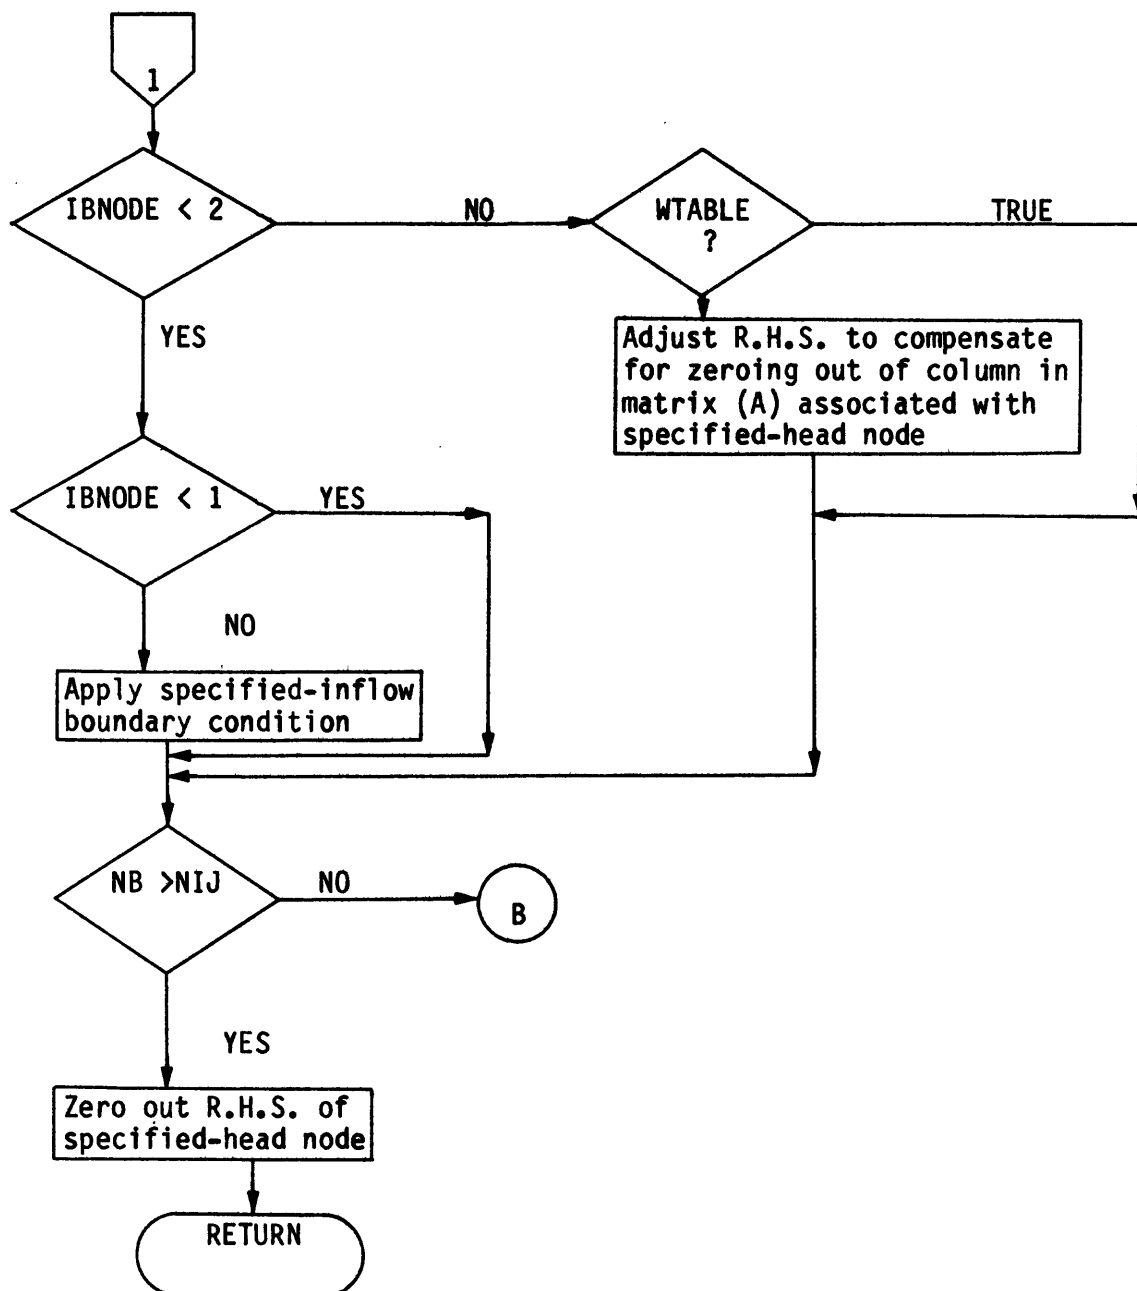 1
IBNODE < 2
NO
WTABLE
?
TRUE
YES
Adjust R.H.S. to compensate
for zeroing out of column in
matrix (A) associated with
specified-head node
IBNODE < 1
YES
NO
Apply specified-inflow
boundary condition
NB >NIJ
NO
B
YES
Zero out R.H.S. of
specified-head node
RETURN